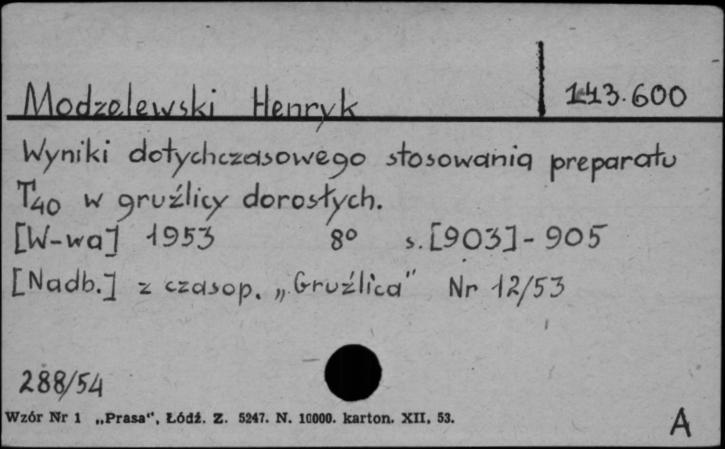 Modzelewski Henryk 143.600
Wyniki dotychczasowego stosowania preparatu
T40 w gruźlicy dorosłych.
[W-wa] 1953 8° s.[903]-905
[Nadb.] z czasop. „Gruźlica" Nr 12/53
288/54
Wzór Nr 1 „Prasa“, Łódź. Z. 5247. N. 10000. karton. XII. 53.
A